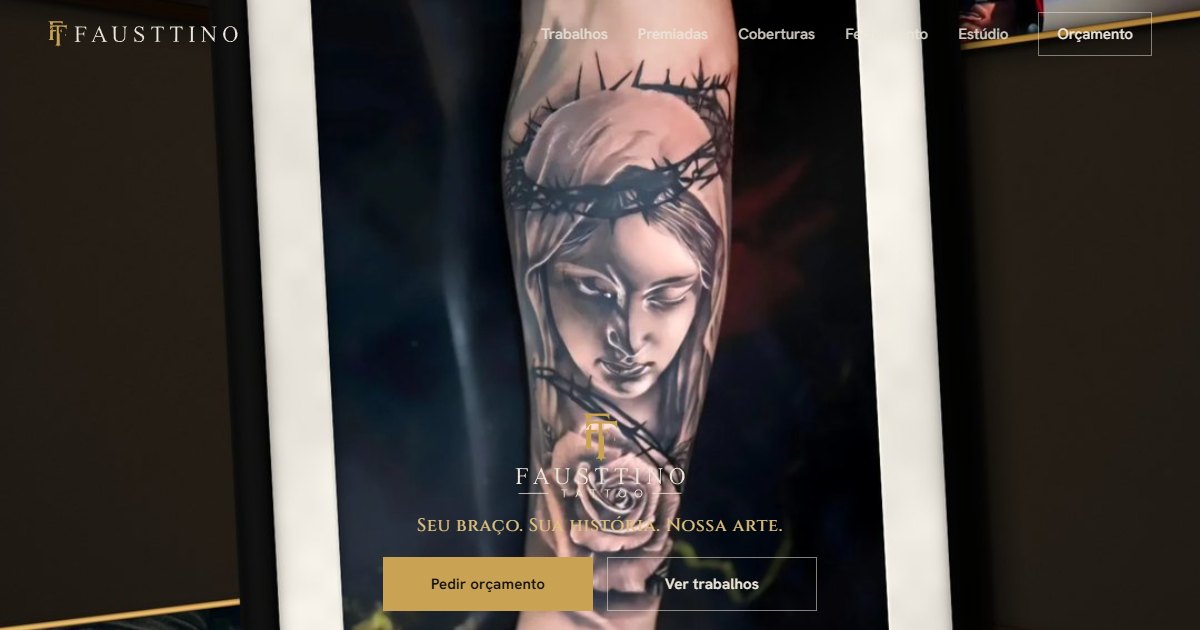 FAUSTTINO
Trabalhos
Premiadas
Coberturas
Estúdio
Orçamento
FAUSTTINO
TATTOO
Seu braço. Sua história. Nossa arte.
Pedir orçamento
Ver trabalhos